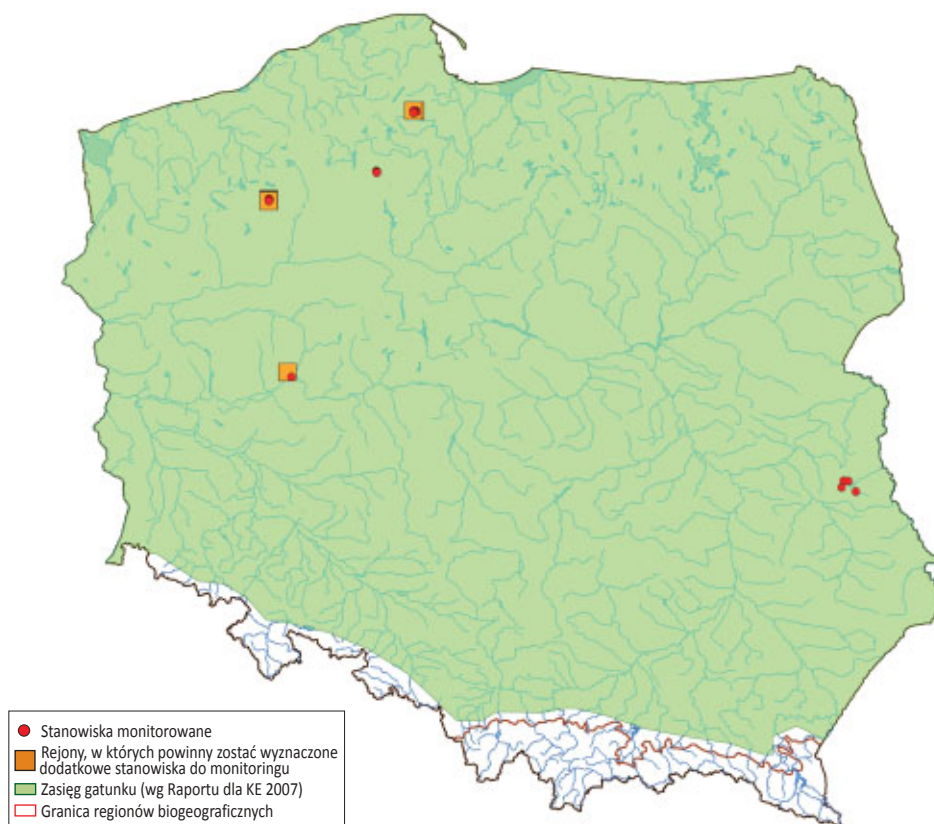 Stanowiska monitorowane
Rejony, w których powinny zostać wyznaczone
dodatkowe stanowiska do monitoringu
Zasięg gatunku (wg Raportu dla KE 2007)
Granica regionów biogeograficznych